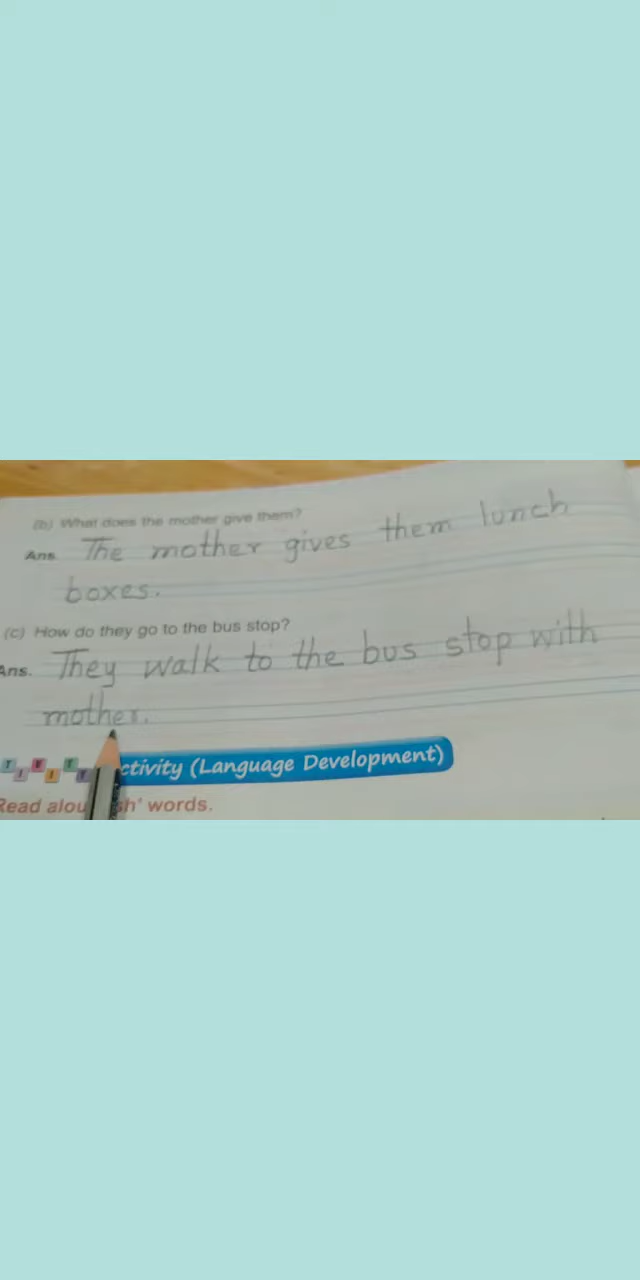 (b) What does the mother give them?
Ans. The mother gives them lunch
boxes.
(c) How do they go to the bus stop?
Ans. They walk to the bus stop with
mother.
ctivity (Language Development)
Read alou sh' words.